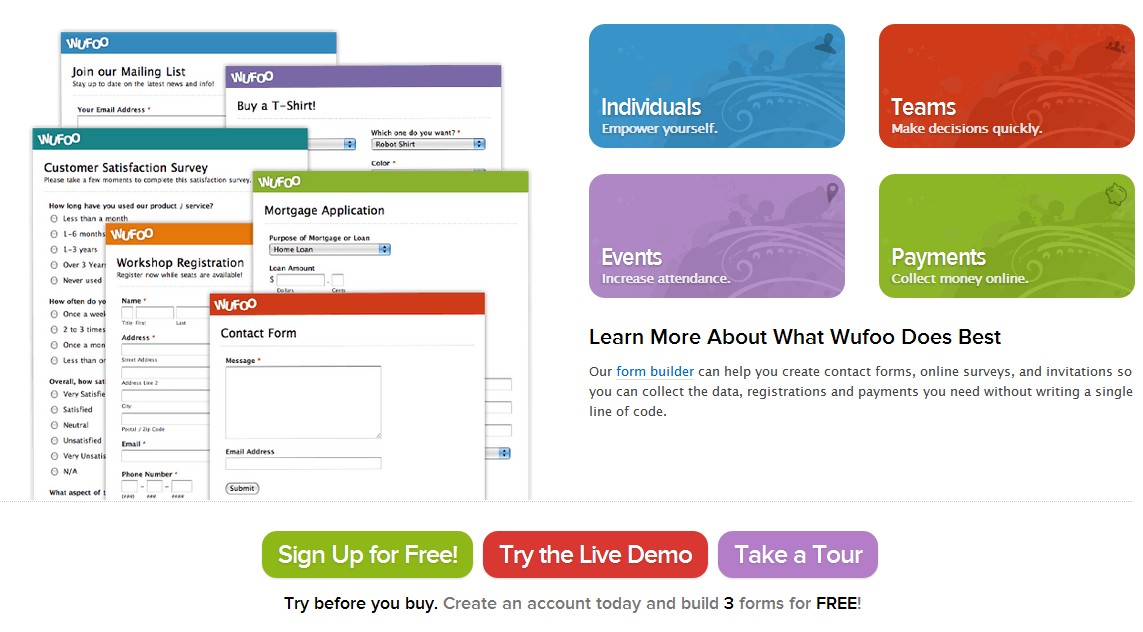 WUFOO
Join our Mailing List
Stay up to date on the latest news and info!
Your Email Address *
WUFOO
Buy a T-Shirt!
Which one do you want? *
Robot Shirt
Color *
WUFOO
Customer Satisfaction Survey
Please take a few moments to complete this satisfaction survey.
How long have you used our product / service?
Less than a month
1-6 months
1-3 years
Over 3 Years
Never used
How often do yo
Once a week
2 to 3 times
Once a mon
Less than on
Overall, how sat
Very Satisfie
Satisfied
Neutral
Unsatisfied
Very Unsatis
N/A
What aspect of t
WUFOO
Workshop Registration
Register now while seats are available!
Name *
Title First Last
Address *
Street Address
Address Line 2
City
Postal / Zip Code
Email *
Phone Number *
- -
(###) ### ####
WUFOO
Mortgage Application
Purpose of Mortgage or Loan
Home Loan
Loan Amount
$ .
Dollars Cents
WUFOO
Contact Form
Message *
Email Address
Submit
Individuals
Empower yourself.
Teams
Make decisions quickly.
Events
Increase attendance.
Payments
Collect money online.
Learn More About What Wufoo Does Best
Our form builder can help you create contact forms, online surveys, and invitations so
you can collect the data, registrations and payments you need without writing a single
line of code.
Sign Up for Free!
Try the Live Demo
Take a Tour
Try before you buy. Create an account today and build 3 forms for FREE!